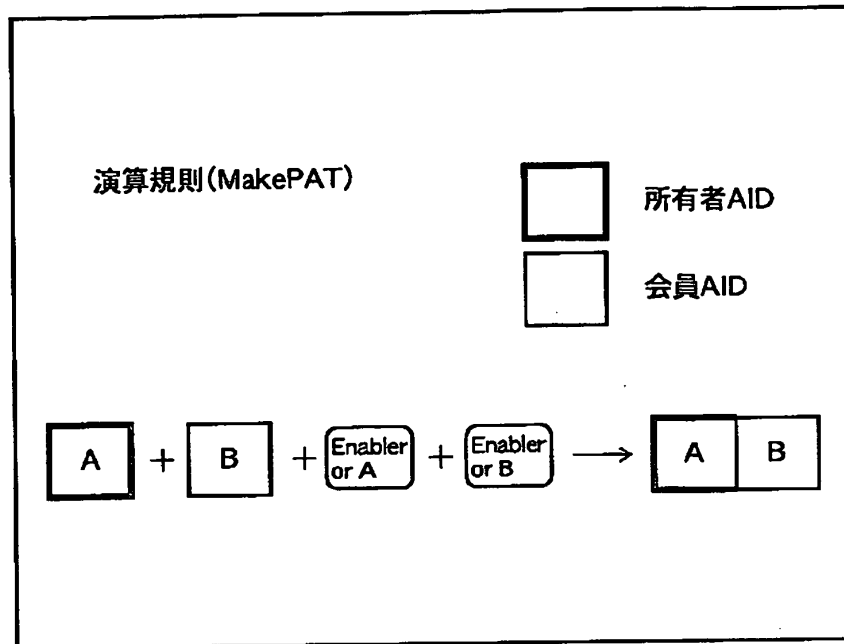 演算規則(MakePAT)
所有者AID
会員AID
A + B + Enabler or A + Enabler or B → A B